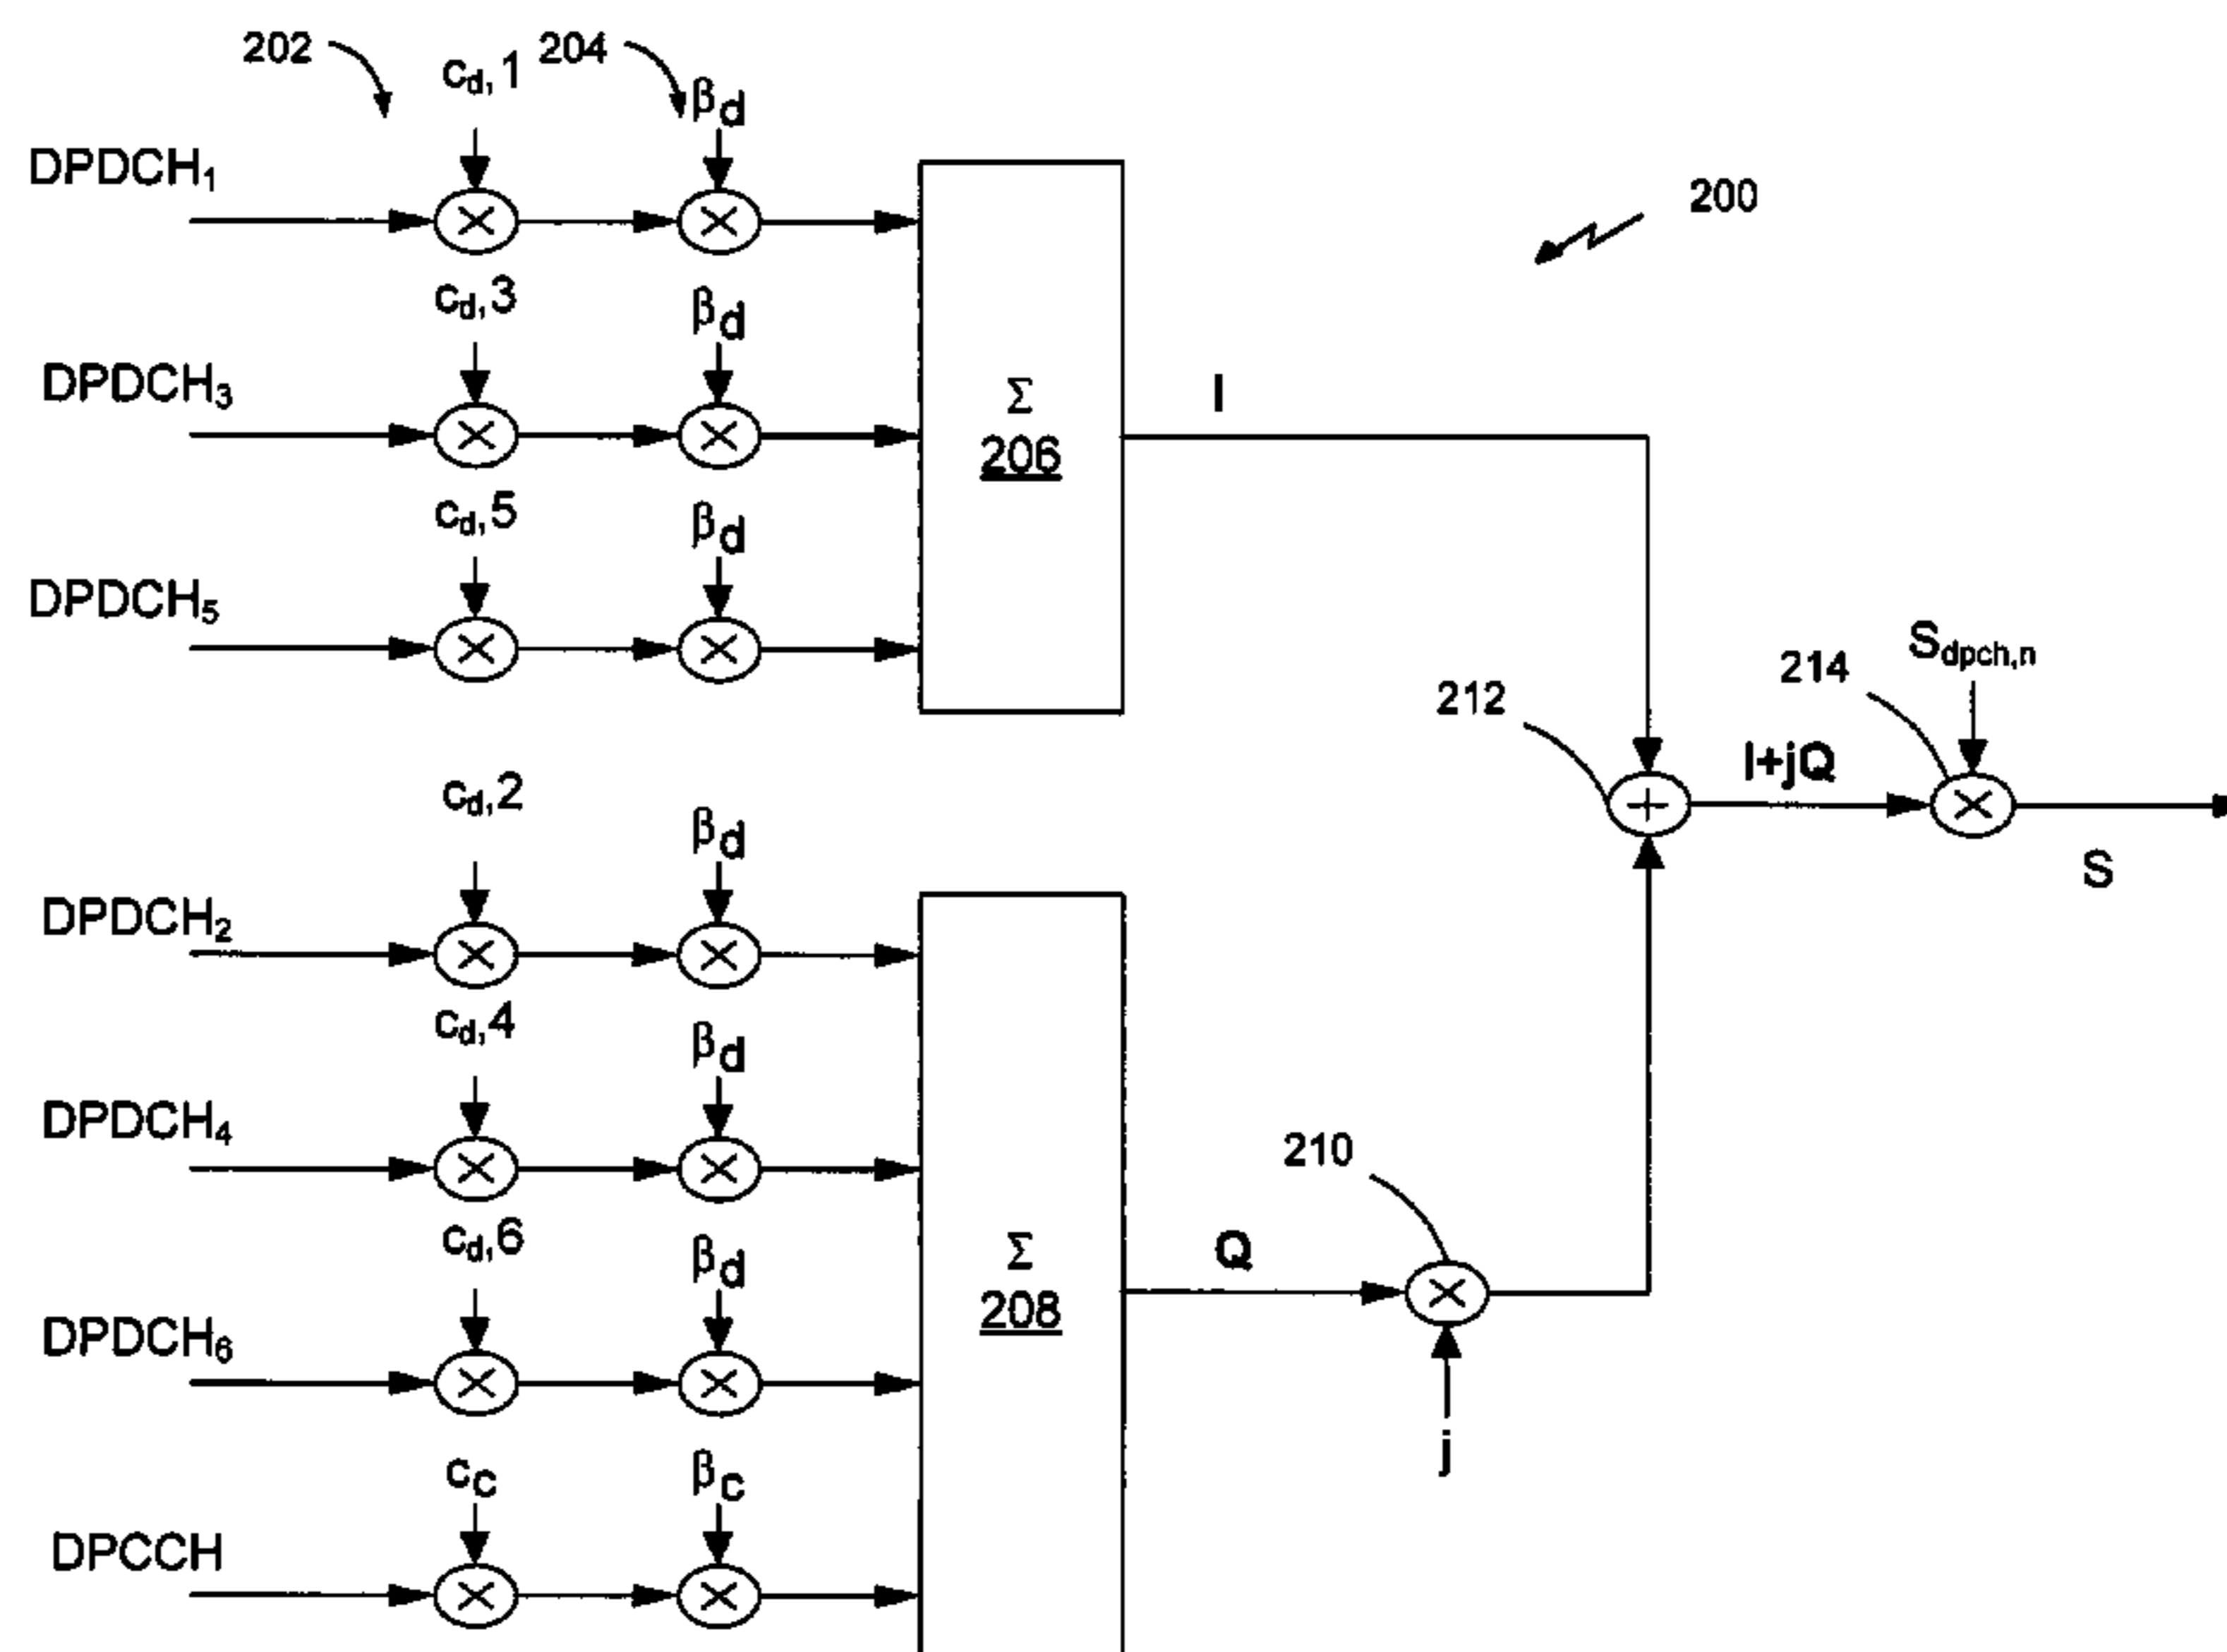 202
c_d,1
204
β_d
DPDCH₁
200
c_d,3
β_d
DPDCH₃
Σ
206
I
c_d,5
β_d
DPDCH₅
S_dpch,n
214
212
I+jQ
S
c_d,2
β_d
DPDCH₂
c_d,4
β_d
DPDCH₄
210
c_d,6
β_d
Σ
208
Q
DPDCH₆
j
c_C
β_C
DPCCH